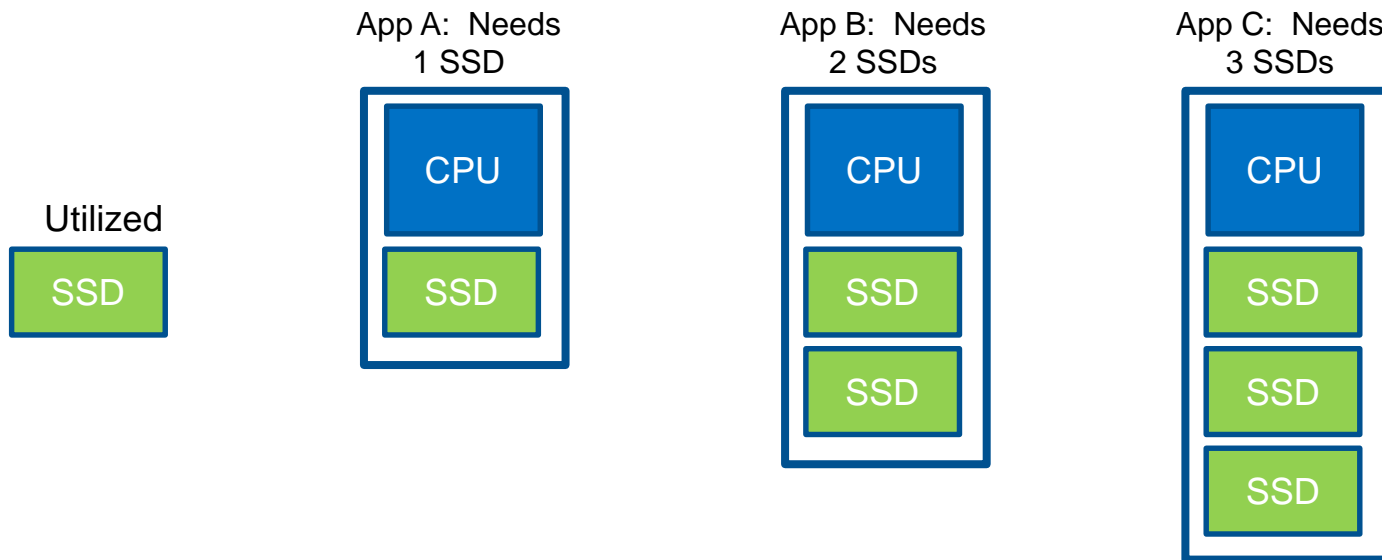 App A: Needs
1 SSD
App B: Needs
2 SSDs
App C: Needs
3 SSDs
CPU
CPU
CPU
Utilized
SSD
SSD
SSD
SSD
SSD
SSD
SSD